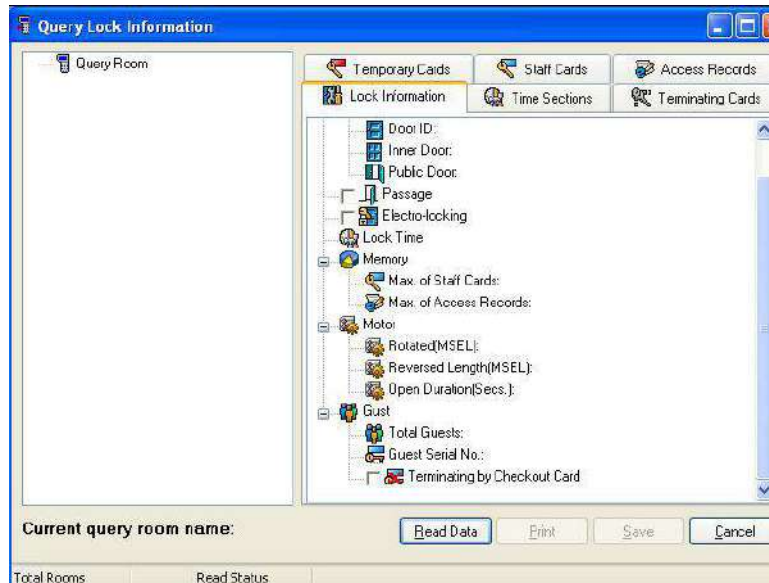 Query Lock Information
Query Room
Temporary Cards
Staff Cards
Access Records
Lock Information
Time Sections
Terminating Cards
Door ID:
Inner Door:
Public Door:
Passage
Electro-locking
Lock Time
Memory
Max. of Staff Cards:
Max. of Access Records:
Motor
Rotated(MSEL):
Reversed Length(MSEL):
Open Duration(Secs.):
Gust
Total Guests:
Guest Serial No.:
Terminating by Checkout Card
Current query room name:
Read Data
Print
Save
Cancel
Total Rooms
Read Status